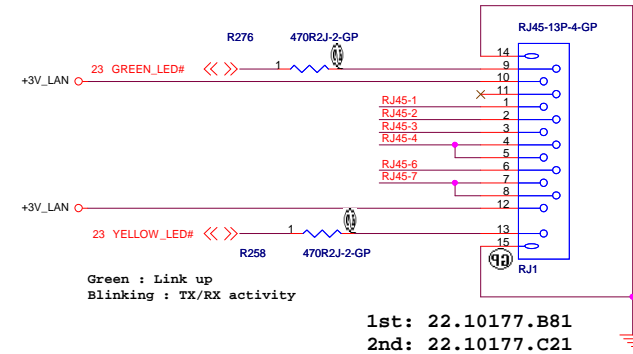 RJ45-13P-4-GP
R276 470R2J-2-GP
14
23 GREEN_LED# 1 9
+3V_LAN 10
11
RJ45-1 1
RJ45-2 2
RJ45-3 3
RJ45-4 4
5
RJ45-6 6
RJ45-7 7
8
+3V_LAN 12
23 YELLOW_LED# 1 13
15
R258 470R2J-2-GP
GP
RJ1
Green : Link up
Blinking : TX/RX activity
1st: 22.10177.B81
2nd: 22.10177.C21